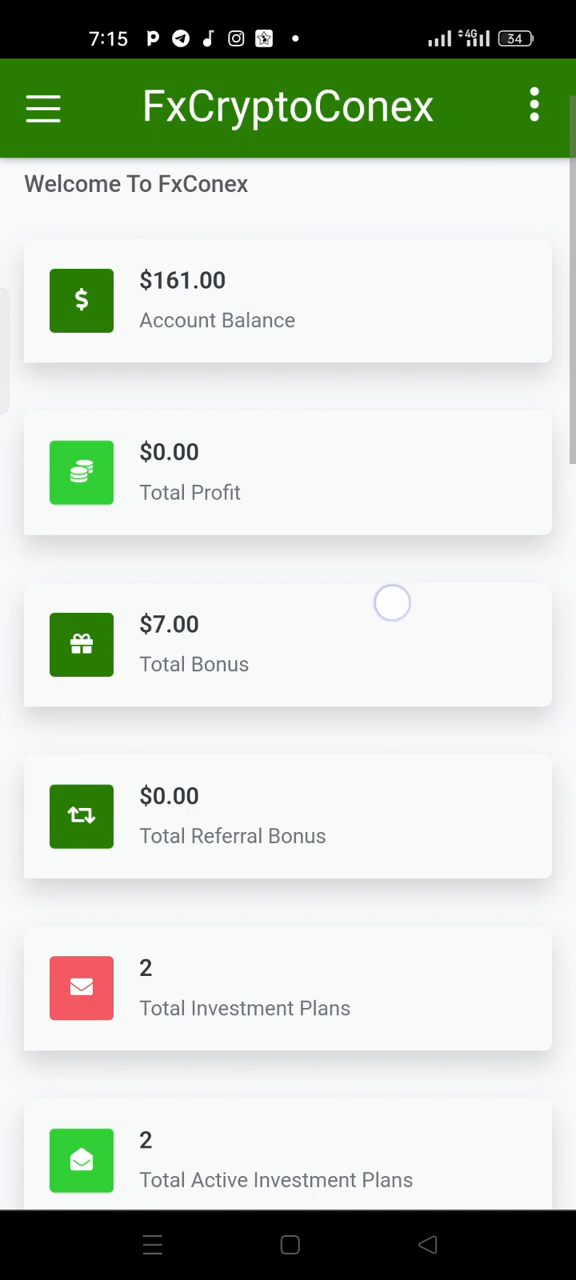 7:15
4G
34
FxCryptoConex
Welcome To FxConex
$161.00
Account Balance
$0.00
Total Profit
$7.00
Total Bonus
$0.00
Total Referral Bonus
2
Total Investment Plans
2
Total Active Investment Plans